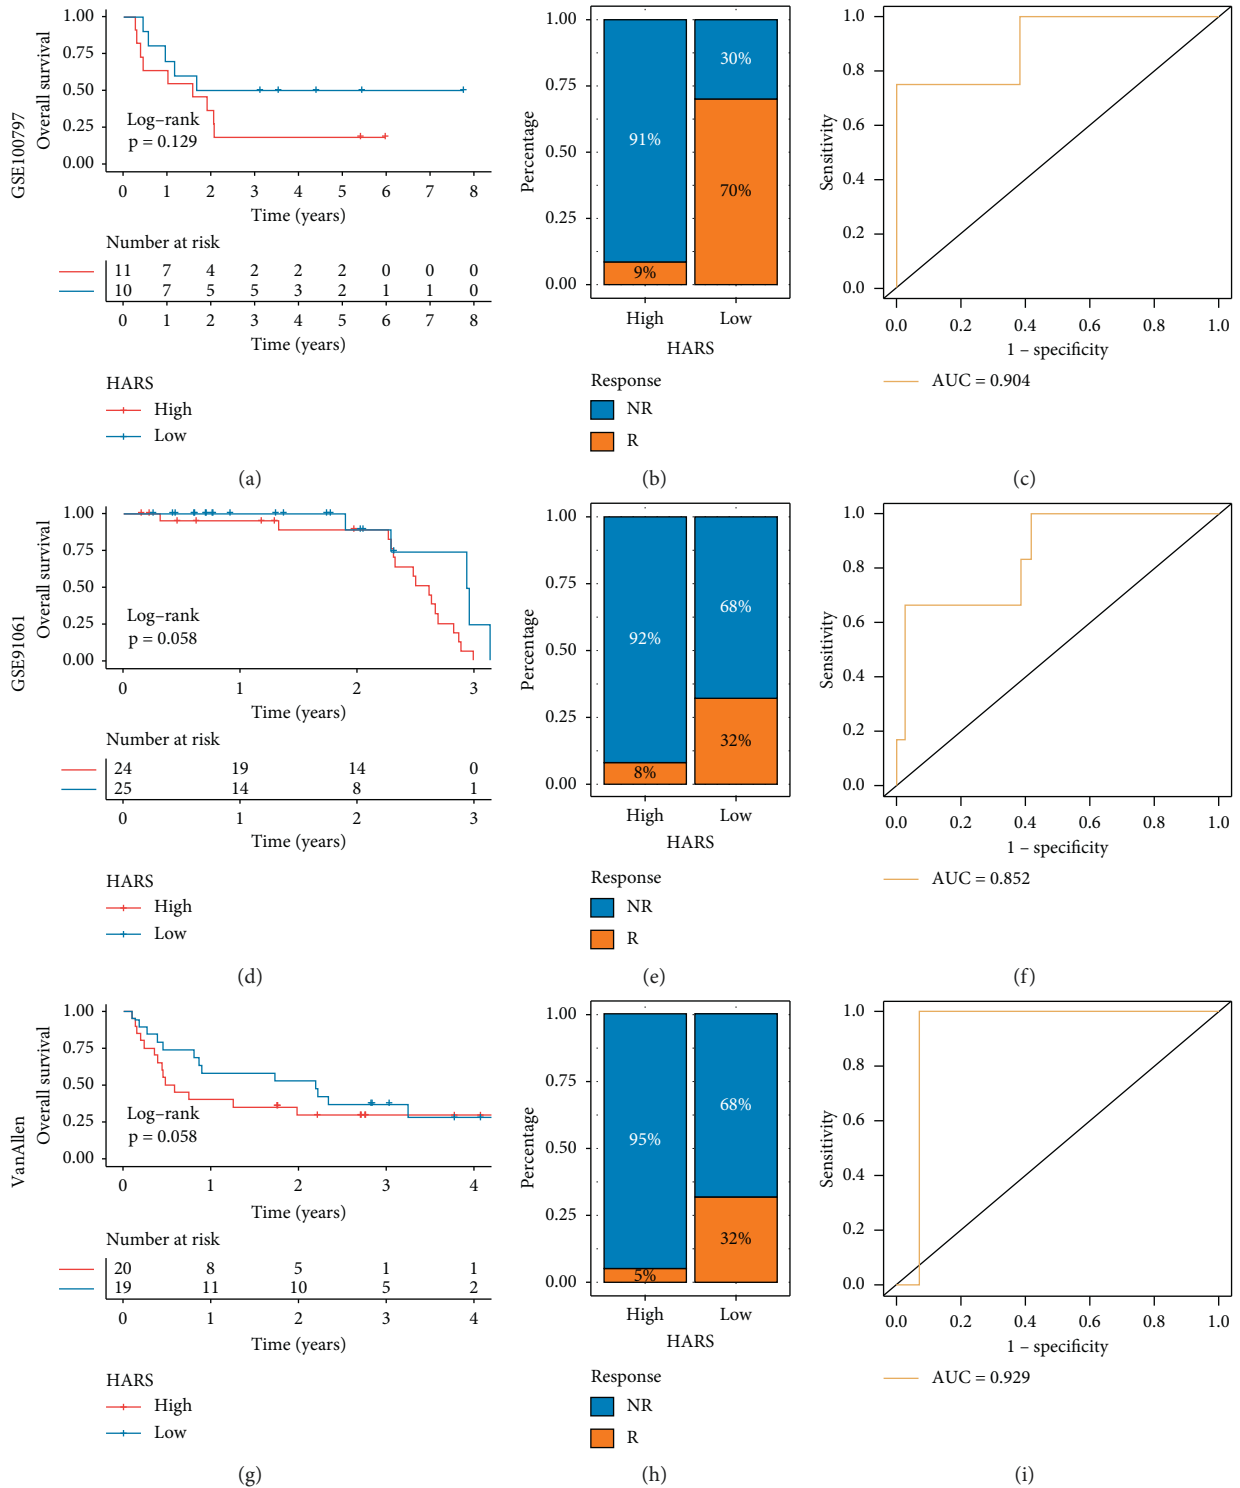 GSE100797
Overall survival
1.00
0.75
0.50
0.25
0.00
Log–rank
p = 0.129
0 1 2 3 4 5 6 7 8
Time (years)
Number at risk
11 7 4 2 2 2 0 0 0
10 7 5 5 3 2 1 1 0
0 1 2 3 4 5 6 7 8
Time (years)
HARS
High
Low
(a)
Percentage
1.00
0.75
0.50
0.25
0.00
91%
9%
30%
70%
High Low
HARS
Response
NR
R
(b)
Sensitivity
1.0
0.8
0.6
0.4
0.2
0.0
0.0 0.2 0.4 0.6 0.8 1.0
1 – specificity
AUC = 0.904
(c)
GSE91061
Overall survival
1.00
0.75
0.50
0.25
0.00
Log–rank
p = 0.058
0 1 2 3
Time (years)
Number at risk
24 19 14 0
25 14 8 1
0 1 2 3
Time (years)
HARS
High
Low
(d)
Percentage
1.00
0.75
0.50
0.25
0.00
92%
8%
68%
32%
High Low
HARS
Response
NR
R
(e)
Sensitivity
1.0
0.8
0.6
0.4
0.2
0.0
0.0 0.2 0.4 0.6 0.8 1.0
1 – specificity
AUC = 0.852
(f)
VanAllen
Overall survival
1.00
0.75
0.50
0.25
0.00
Log–rank
p = 0.058
0 1 2 3 4
Time (years)
Number at risk
20 8 5 1 1
19 11 10 5 2
0 1 2 3 4
Time (years)
HARS
High
Low
(g)
Percentage
1.00
0.75
0.50
0.25
0.00
95%
5%
68%
32%
High Low
HARS
Response
NR
R
(h)
Sensitivity
1.0
0.8
0.6
0.4
0.2
0.0
0.0 0.2 0.4 0.6 0.8 1.0
1 – specificity
AUC = 0.929
(i)